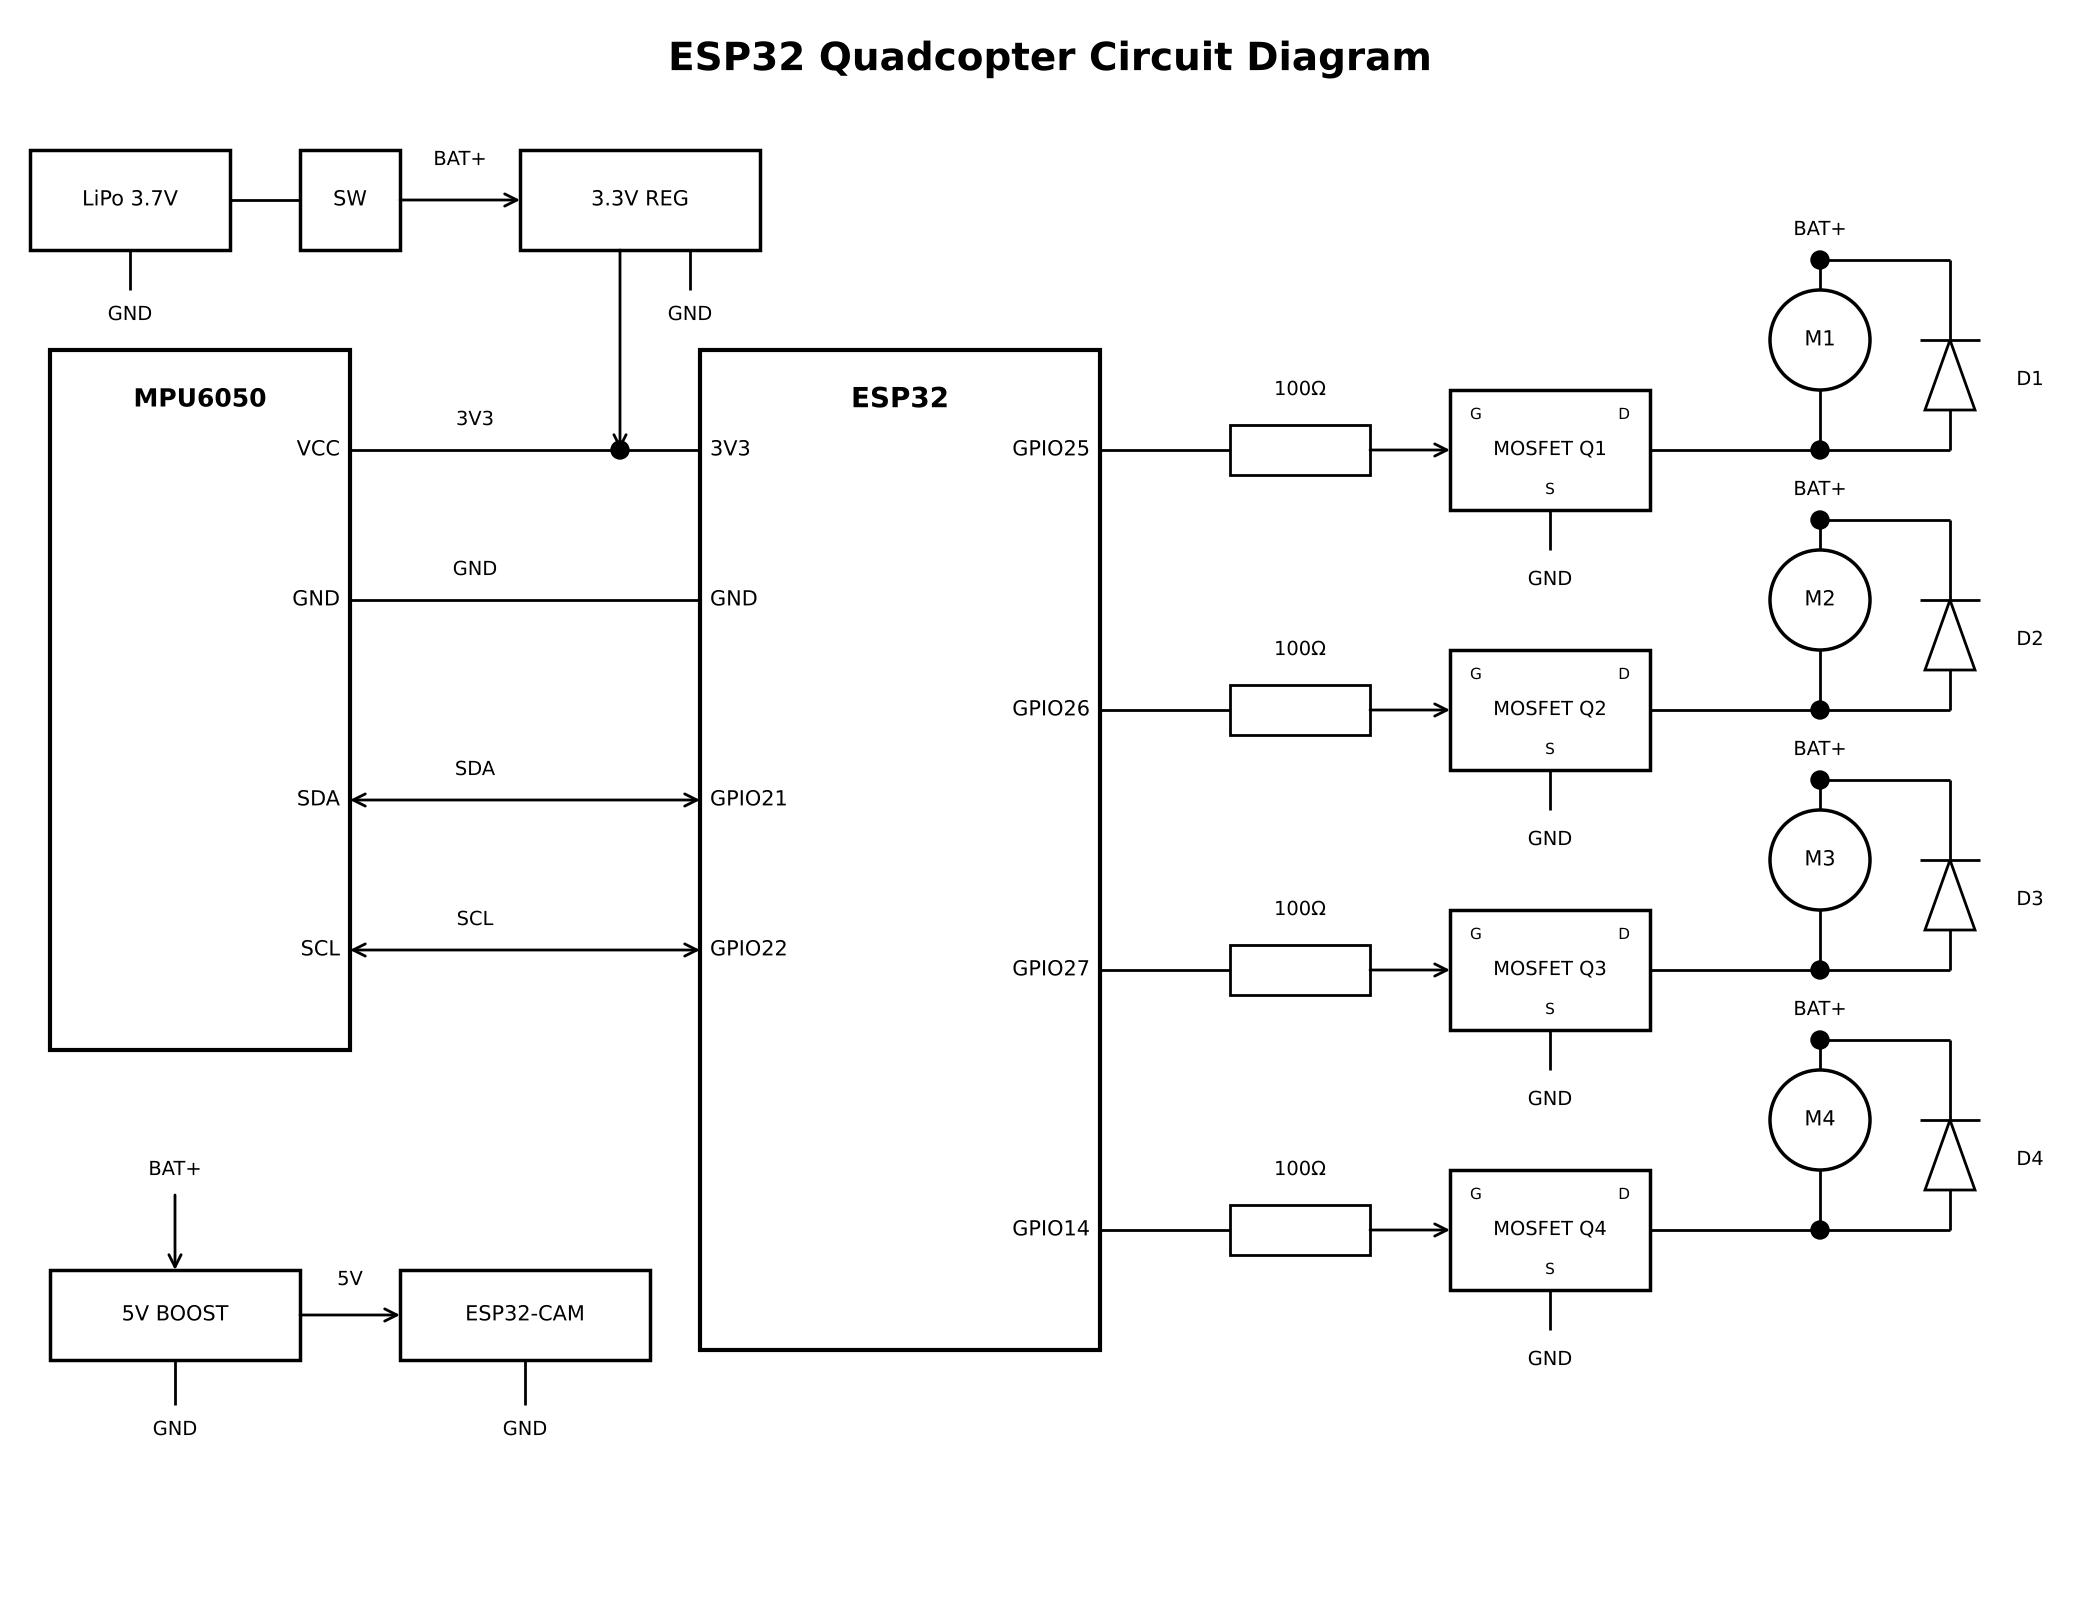 ESP32 Quadcopter Circuit Diagram
LiPo 3.7V
SW
BAT+
3.3V REG
GND
GND
MPU6050
VCC
GND
SDA
SCL
3V3
GND
SDA
SCL
ESP32
3V3
GND
GPIO21
GPIO22
GPIO25
GPIO26
GPIO27
GPIO14
100Ω
G
D
MOSFET Q1
S
GND
BAT+
M1
D1
100Ω
G
D
MOSFET Q2
S
GND
BAT+
M2
D2
100Ω
G
D
MOSFET Q3
S
GND
BAT+
M3
D3
100Ω
G
D
MOSFET Q4
S
GND
BAT+
M4
D4
BAT+
5V BOOST
5V
ESP32-CAM
GND
GND